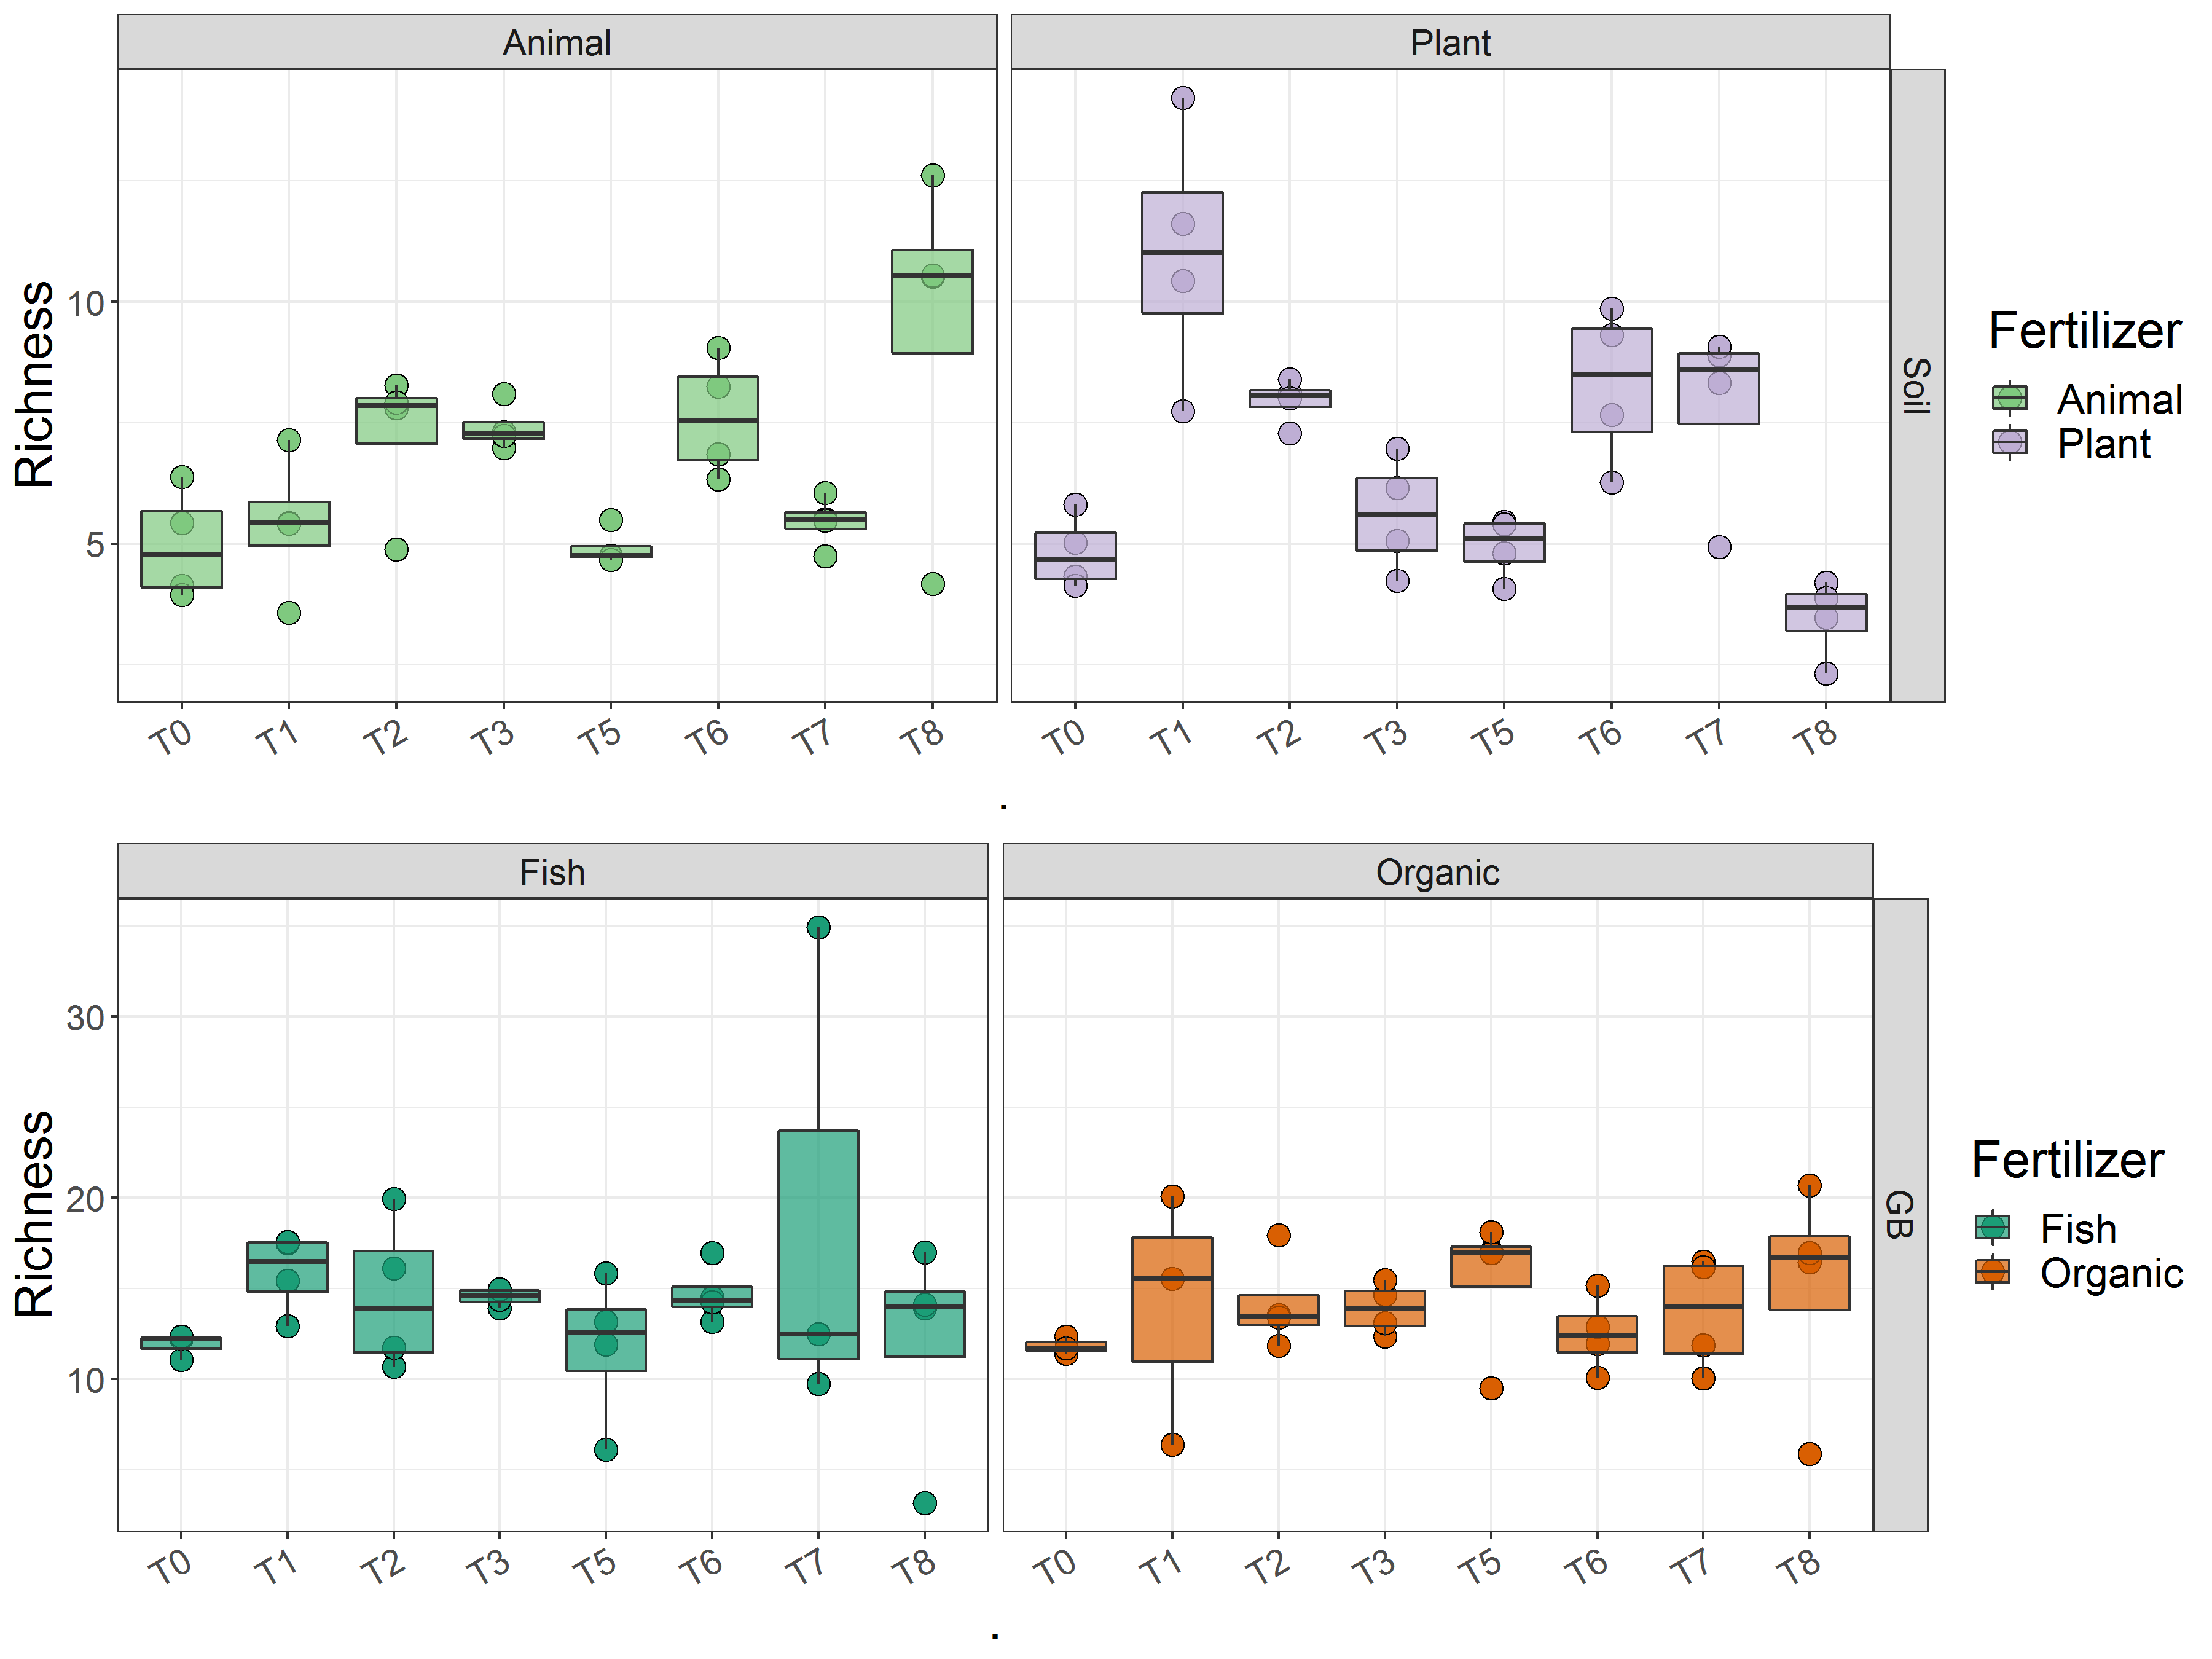 Animal
Plant
Richness
10
5
Soil
T0 T1 T2 T3 T5 T6 T7 T8
T0 T1 T2 T3 T5 T6 T7 T8
.
Fertilizer
Animal
Plant
Fish
Organic
Richness
30
20
10
GB
T0 T1 T2 T3 T5 T6 T7 T8
T0 T1 T2 T3 T5 T6 T7 T8
.
Fertilizer
Fish
Organic